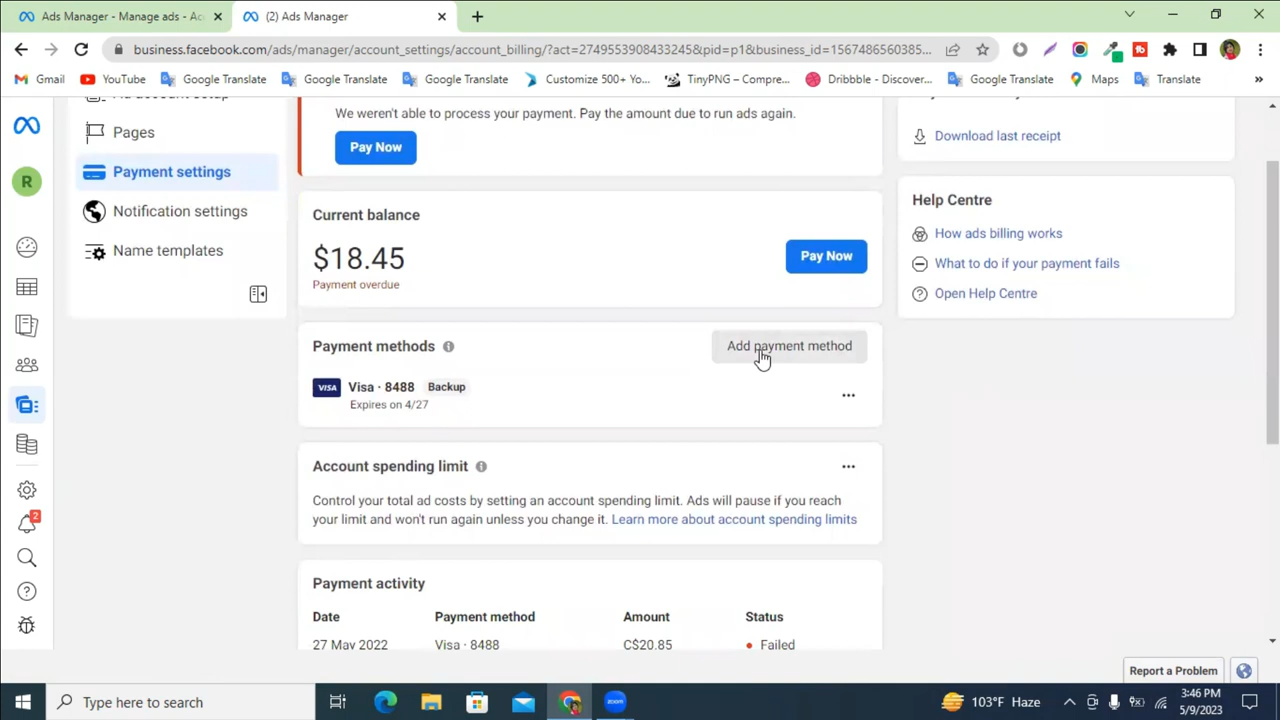 Ads Manager - Manage ads - Ac
(2) Ads Manager
business.facebook.com/ads/manager/account_settings/account_billing/?act=2749553908433245&pid=p1&business_id=1567486560385...
Gmail
YouTube
Google Translate
Google Translate
Google Translate
Customize 500+ Yo...
TinyPNG – Compre...
Dribbble - Discover...
Google Translate
Maps
Translate
»
R
Pages
Payment settings
Notification settings
Name templates
2
We weren't able to process your payment. Pay the amount due to run ads again.
Pay Now
Current balance
$18.45
Payment overdue
Pay Now
Payment methods
Add payment method
VISA
Visa · 8488 Backup
Expires on 4/27
Account spending limit
Control your total ad costs by setting an account spending limit. Ads will pause if you reach
your limit and won't run again unless you change it. Learn more about account spending limits
Payment activity
Date Payment method Amount Status
27 May 2022 Visa · 8488 C$20.85 Failed
Download last receipt
Help Centre
How ads billing works
What to do if your payment fails
Open Help Centre
Report a Problem
Type here to search
zoom
103°F Haze
3:46 PM
5/9/2023